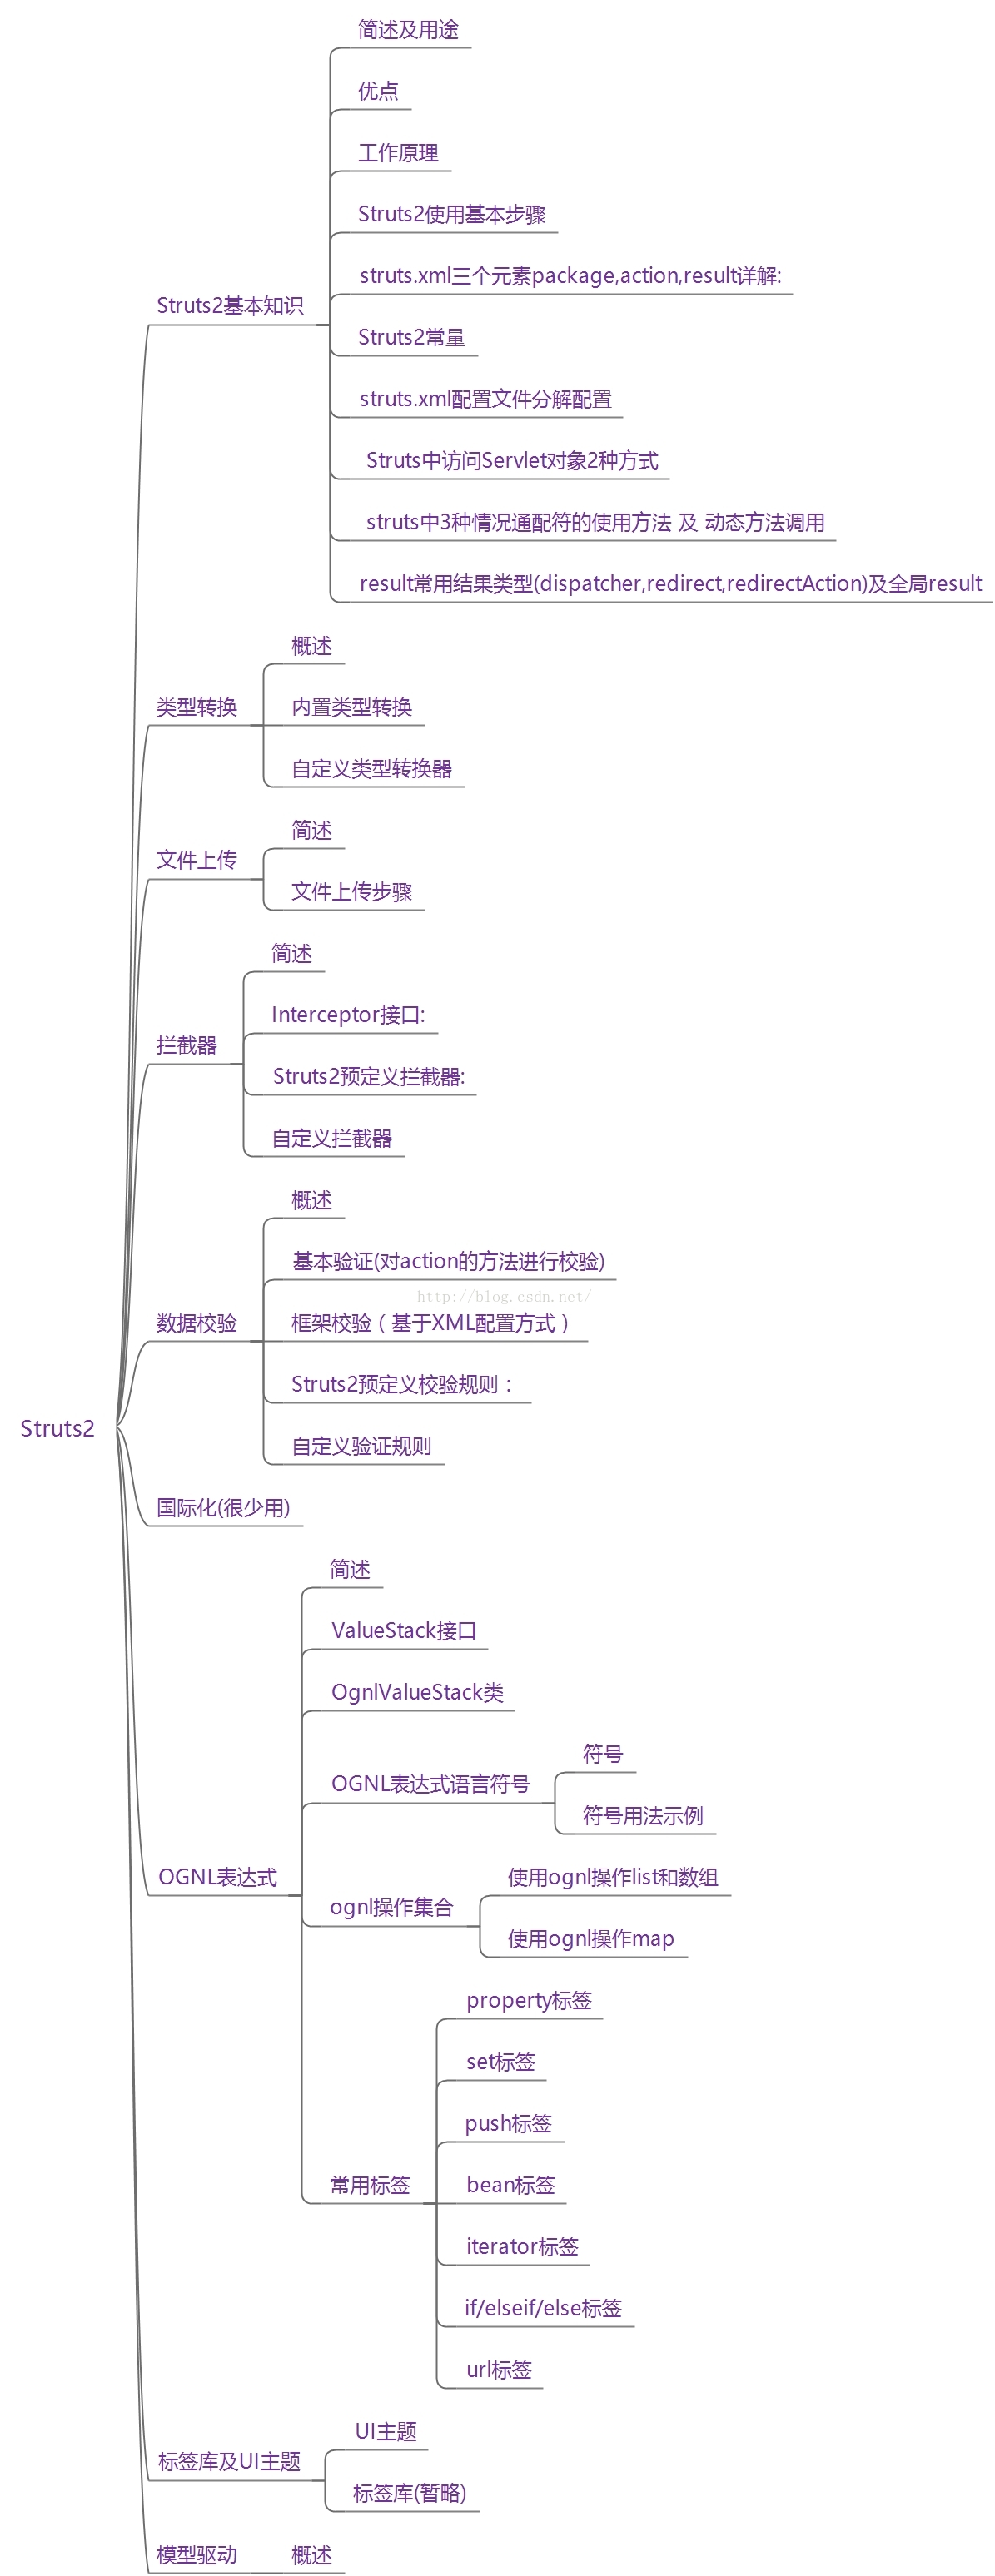 简述及用途
优点
工作原理
Struts2使用基本步骤
struts.xml三个元素package,action,result详解:
Struts2基本知识
Struts2常量
struts.xml配置文件分解配置
Struts中访问Servlet对象2种方式
struts中3种情况通配符的使用方法 及 动态方法调用
result常用结果类型(dispatcher,redirect,redirectAction)及全局result
概述
类型转换
内置类型转换
自定义类型转换器
简述
文件上传
文件上传步骤
简述
Interceptor接口:
拦截器
Struts2预定义拦截器:
自定义拦截器
概述
基本验证(对action的方法进行校验)
http://blog.csdn.net/
数据校验
框架校验（基于XML配置方式）
Struts2预定义校验规则：
Struts2
自定义验证规则
国际化(很少用)
简述
ValueStack接口
OgnlValueStack类
符号
OGNL表达式语言符号
符号用法示例
OGNL表达式
使用ognl操作list和数组
ognl操作集合
使用ognl操作map
property标签
set标签
push标签
常用标签
bean标签
iterator标签
if/elseif/else标签
url标签
UI主题
标签库及UI主题
标签库(暂略)
模型驱动
概述